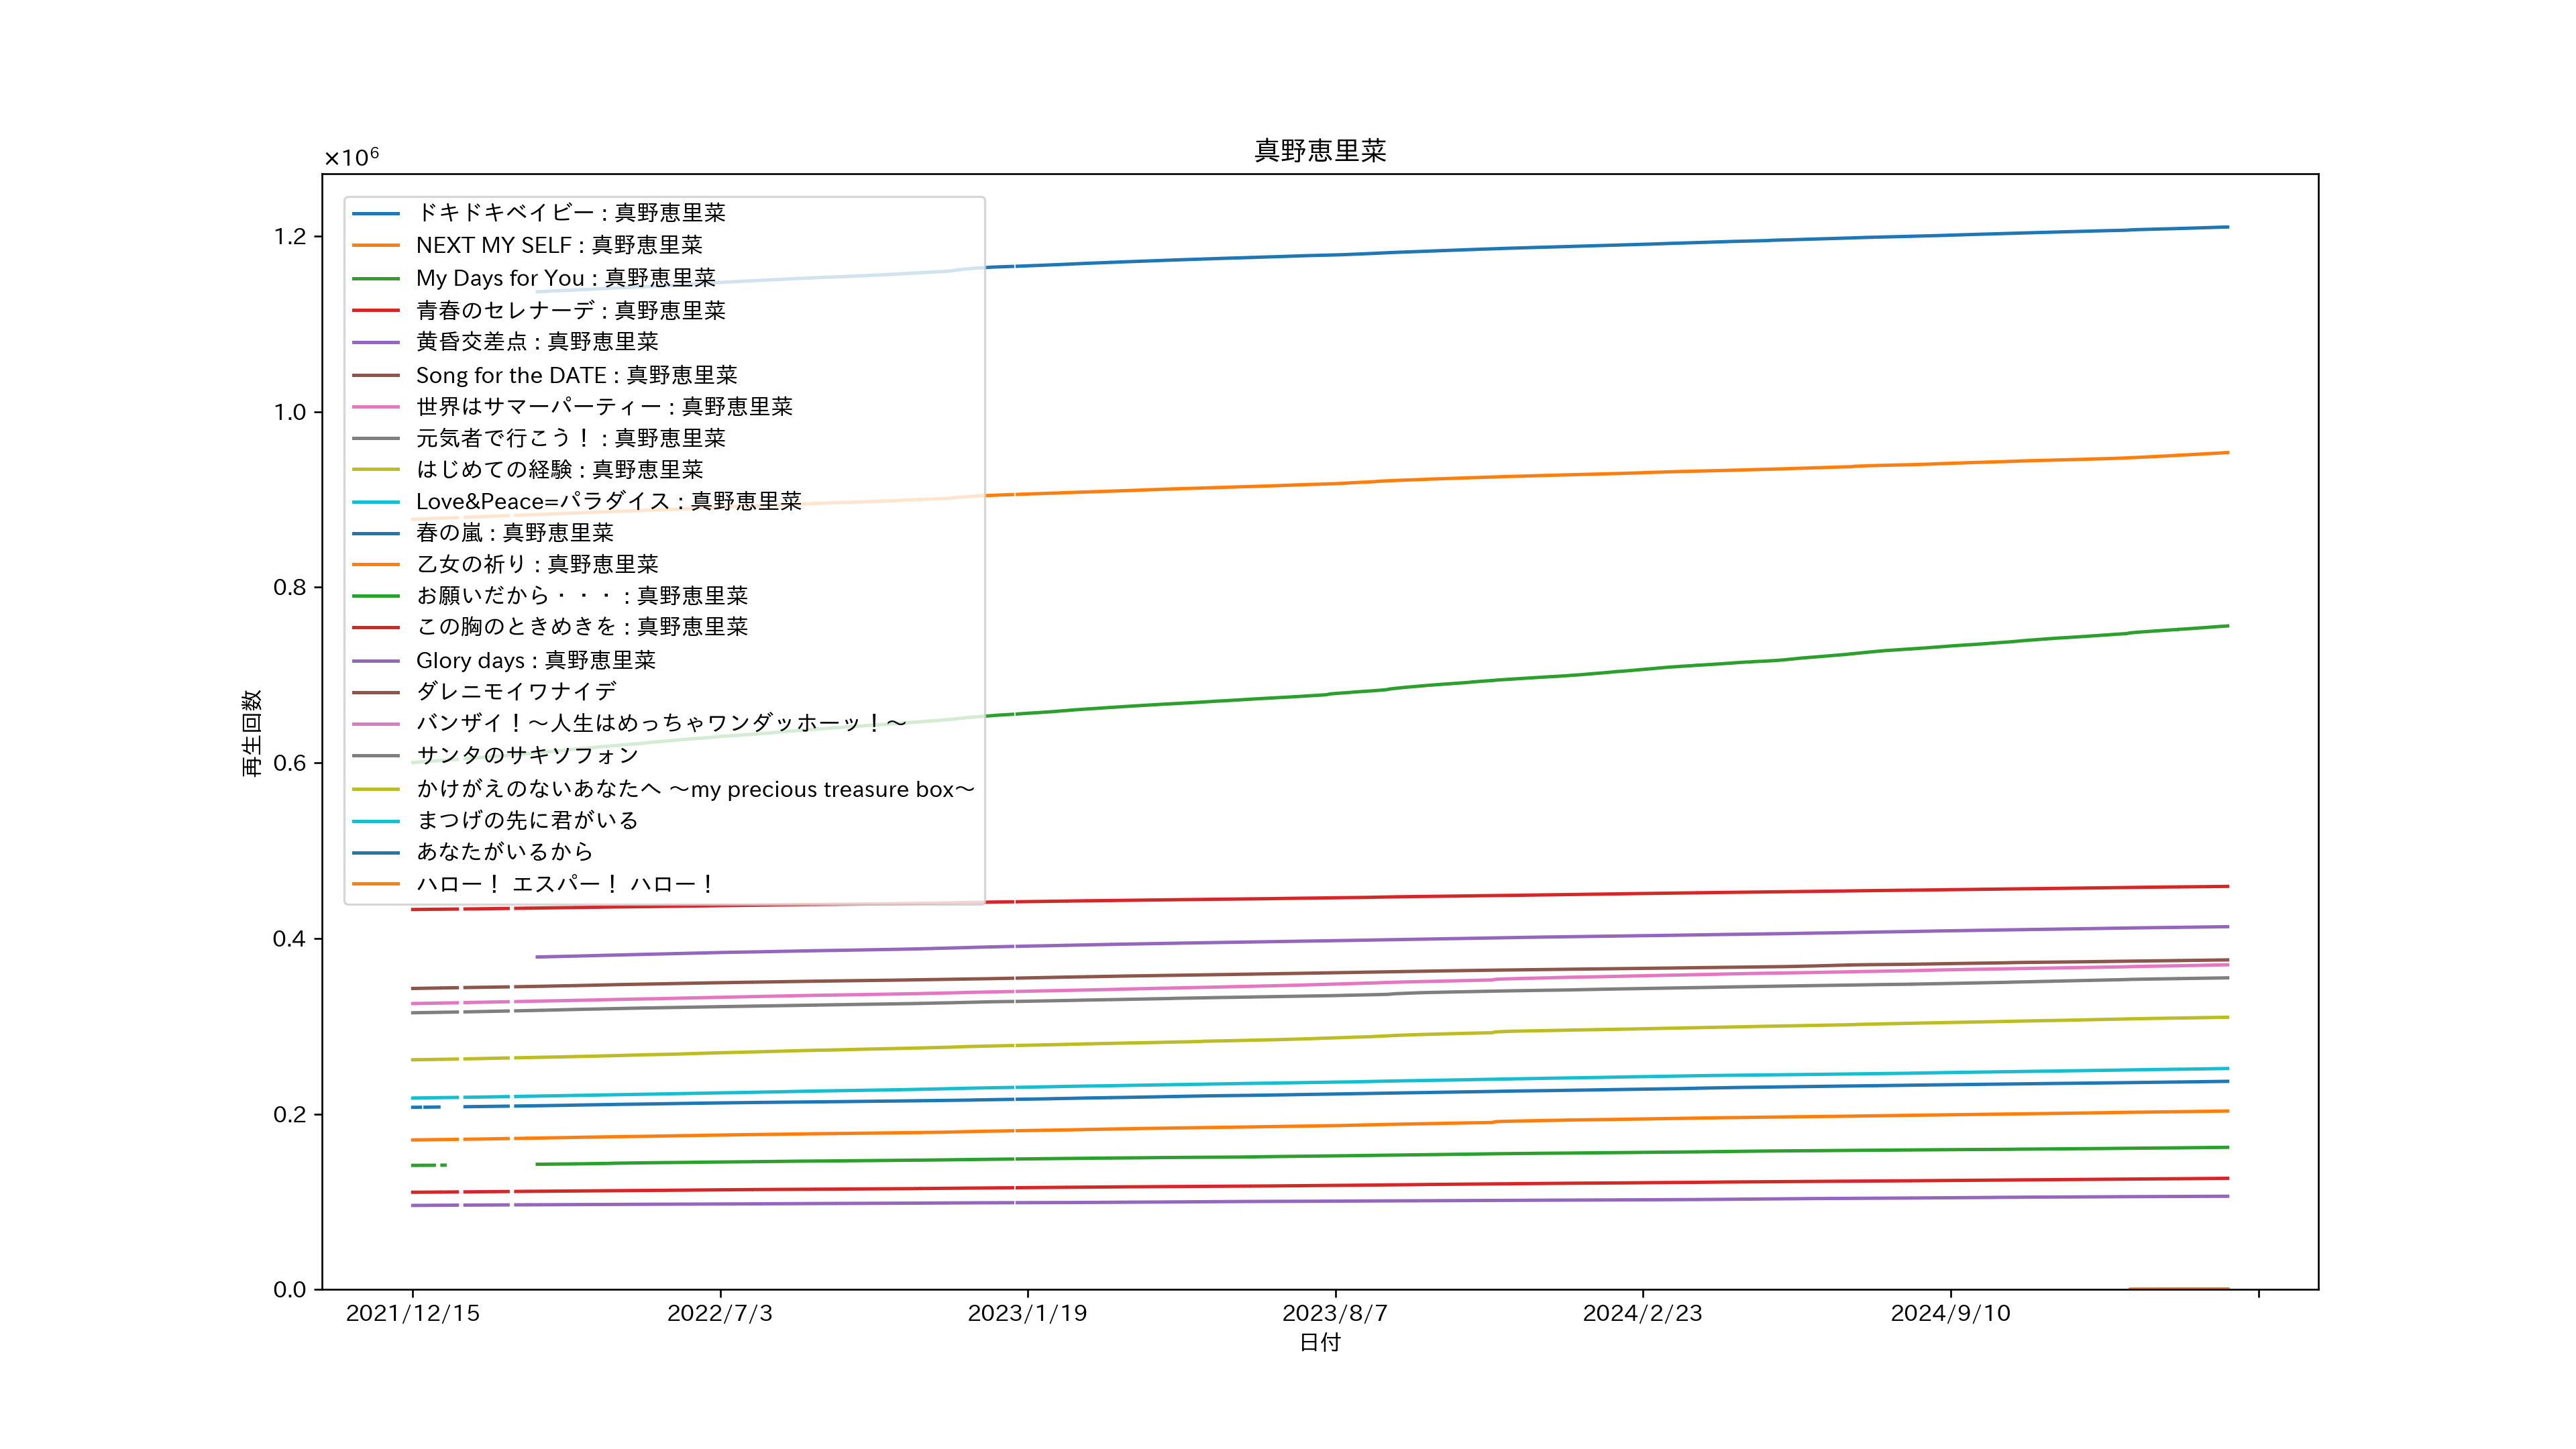 真野恵里菜
×10⁶
1.2
1.0
0.8
0.6
0.4
0.2
0.0
再生回数
ドキドキベイビー : 真野恵里菜
NEXT MY SELF : 真野恵里菜
My Days for You : 真野恵里菜
青春のセレナーデ : 真野恵里菜
黄昏交差点 : 真野恵里菜
Song for the DATE : 真野恵里菜
世界はサマーパーティー : 真野恵里菜
元気者で行こう！ : 真野恵里菜
はじめての経験 : 真野恵里菜
Love&Peace=パラダイス : 真野恵里菜
春の嵐 : 真野恵里菜
乙女の祈り : 真野恵里菜
お願いだから・・・ : 真野恵里菜
この胸のときめきを : 真野恵里菜
Glory days : 真野恵里菜
ダレニモイワナイデ
バンザイ！〜人生はめっちゃワンダッホーッ！〜
サンタのサキソフォン
かけがえのないあなたへ 〜my precious treasure box〜
まつげの先に君がいる
あなたがいるから
ハロー！ エスパー！ ハロー！
2021/12/15 2022/7/3 2023/1/19 2023/8/7 2024/2/23 2024/9/10
日付